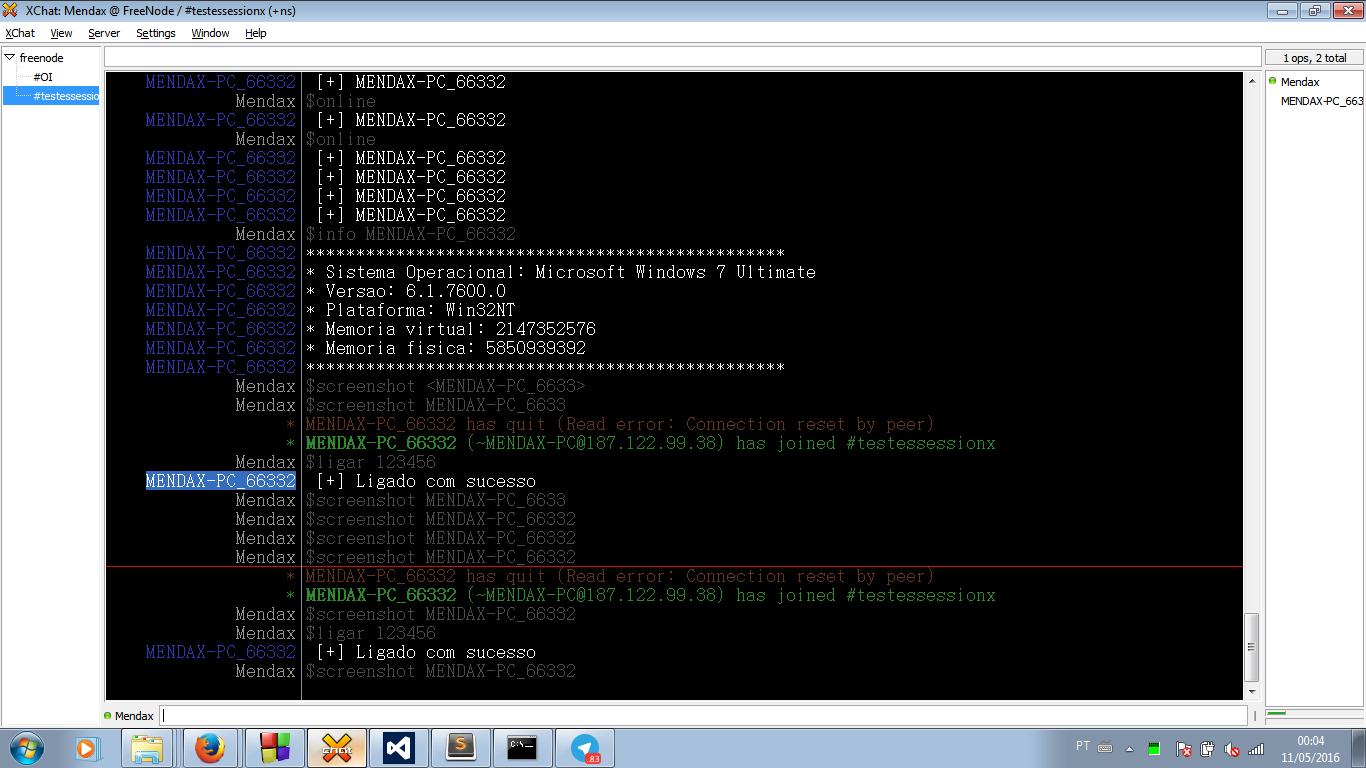 XChat: Mendax @ FreeNode / #testessessionx (+ns)
XChat View Server Settings Window Help
freenode
#OI
#testessessio
1 ops, 2 total
Mendax
MENDAX-PC_663
MENDAX-PC_66332 [+] MENDAX-PC_66332
Mendax $online
MENDAX-PC_66332 [+] MENDAX-PC_66332
Mendax $online
MENDAX-PC_66332 [+] MENDAX-PC_66332
MENDAX-PC_66332 [+] MENDAX-PC_66332
MENDAX-PC_66332 [+] MENDAX-PC_66332
MENDAX-PC_66332 [+] MENDAX-PC_66332
Mendax $info MENDAX-PC_66332
MENDAX-PC_66332 ************************************************
MENDAX-PC_66332 * Sistema Operacional: Microsoft Windows 7 Ultimate
MENDAX-PC_66332 * Versao: 6.1.7600.0
MENDAX-PC_66332 * Plataforma: Win32NT
MENDAX-PC_66332 * Memoria virtual: 2147352576
MENDAX-PC_66332 * Memoria fisica: 5850939392
MENDAX-PC_66332 ************************************************
Mendax $screenshot <MENDAX-PC_6633>
Mendax $screenshot MENDAX-PC_6633
* MENDAX-PC_66332 has quit (Read error: Connection reset by peer)
* MENDAX-PC_66332 (~MENDAX-PC@187.122.99.38) has joined #testessessionx
Mendax $ligar 123456
MENDAX-PC_66332 [+] Ligado com sucesso
Mendax $screenshot MENDAX-PC_6633
Mendax $screenshot MENDAX-PC_66332
Mendax $screenshot MENDAX-PC_66332
Mendax $screenshot MENDAX-PC_66332
* MENDAX-PC_66332 has quit (Read error: Connection reset by peer)
* MENDAX-PC_66332 (~MENDAX-PC@187.122.99.38) has joined #testessessionx
Mendax $screenshot MENDAX-PC_66332
Mendax $ligar 123456
MENDAX-PC_66332 [+] Ligado com sucesso
Mendax $screenshot MENDAX-PC_66332
Mendax
XCHAT
S
C:\
83
PT
00:04
11/05/2016